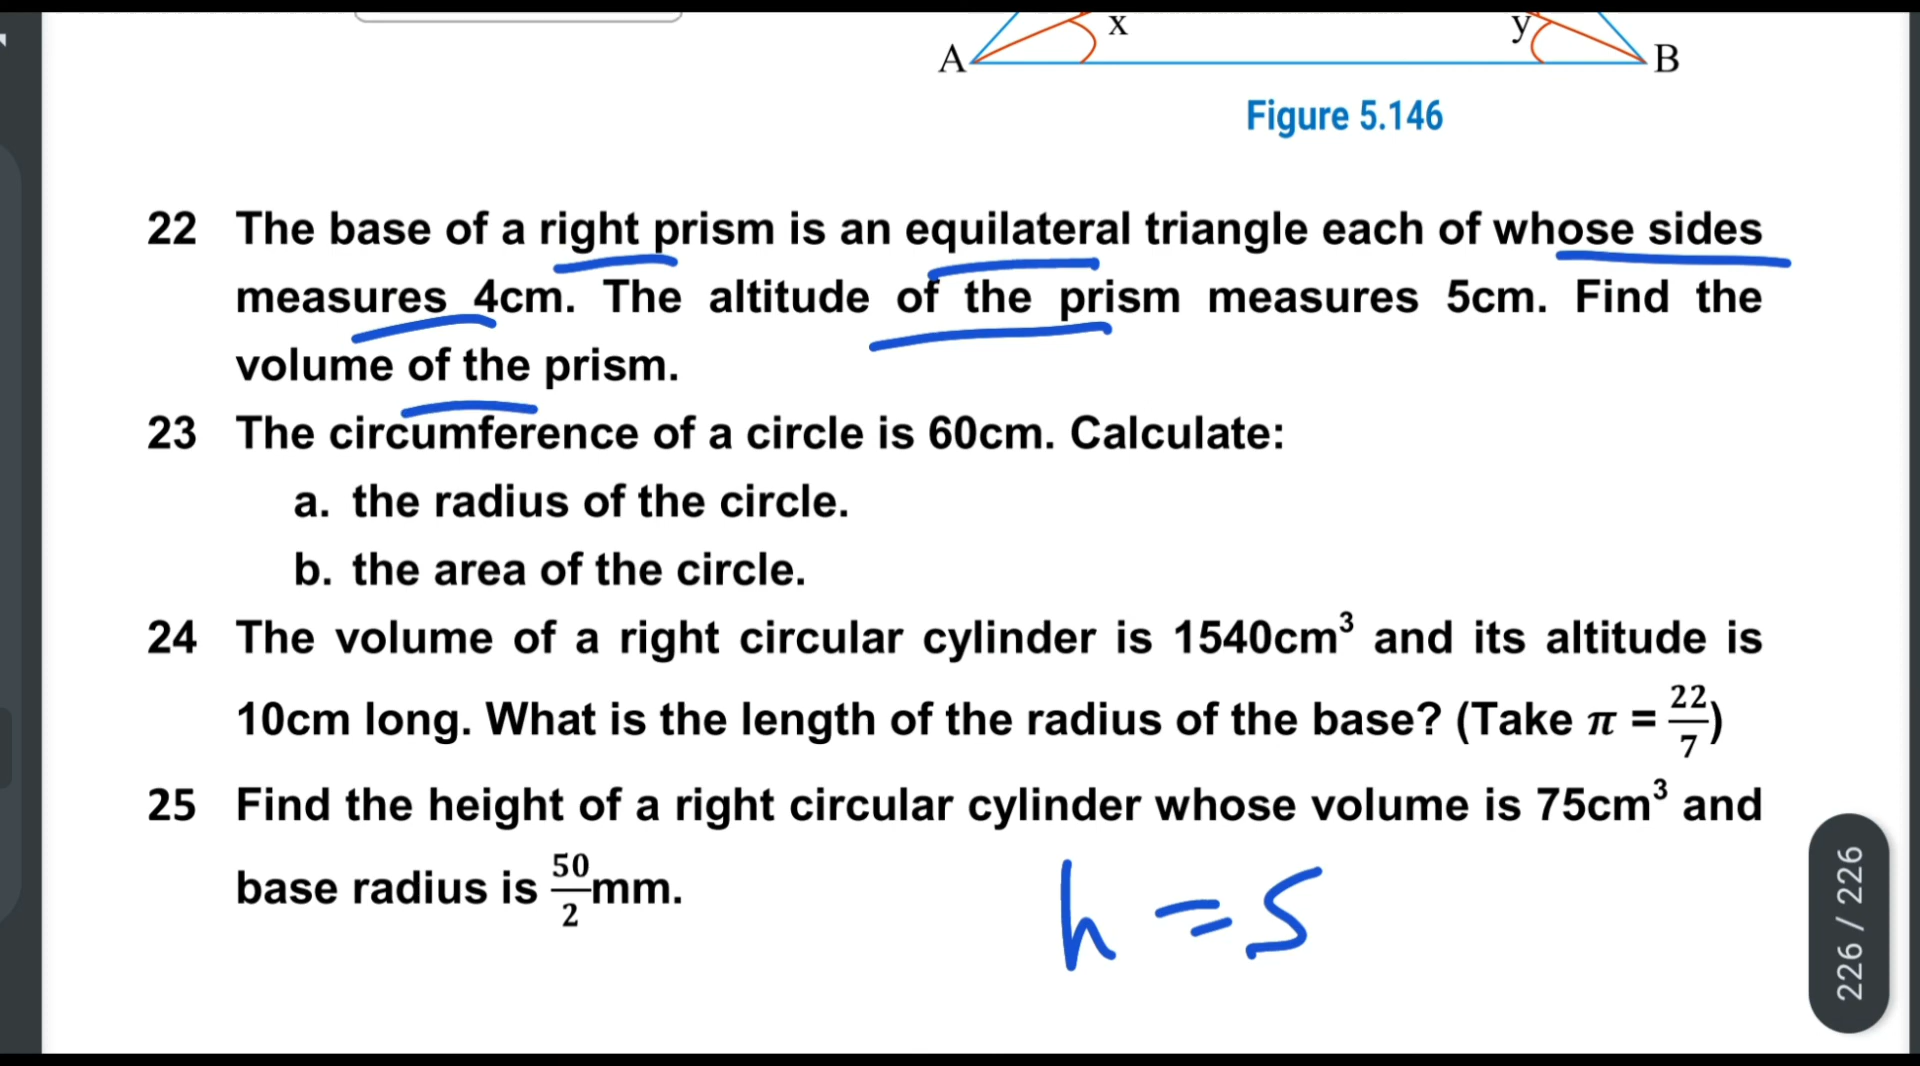 x
y
A
B
Figure 5.146
22 The base of a right prism is an equilateral triangle each of whose sides
measures 4cm. The altitude of the prism measures 5cm. Find the
volume of the prism.
23 The circumference of a circle is 60cm. Calculate:
a. the radius of the circle.
b. the area of the circle.
24 The volume of a right circular cylinder is 1540cm³ and its altitude is
10cm long. What is the length of the radius of the base? (Take π = 22/7)
25 Find the height of a right circular cylinder whose volume is 75cm³ and
base radius is 50/2 mm.
h = 5
226 / 226